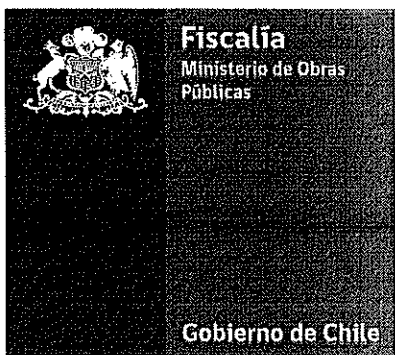 Fiscalía
Ministerio de Obras
Públicas
Gobierno de Chile